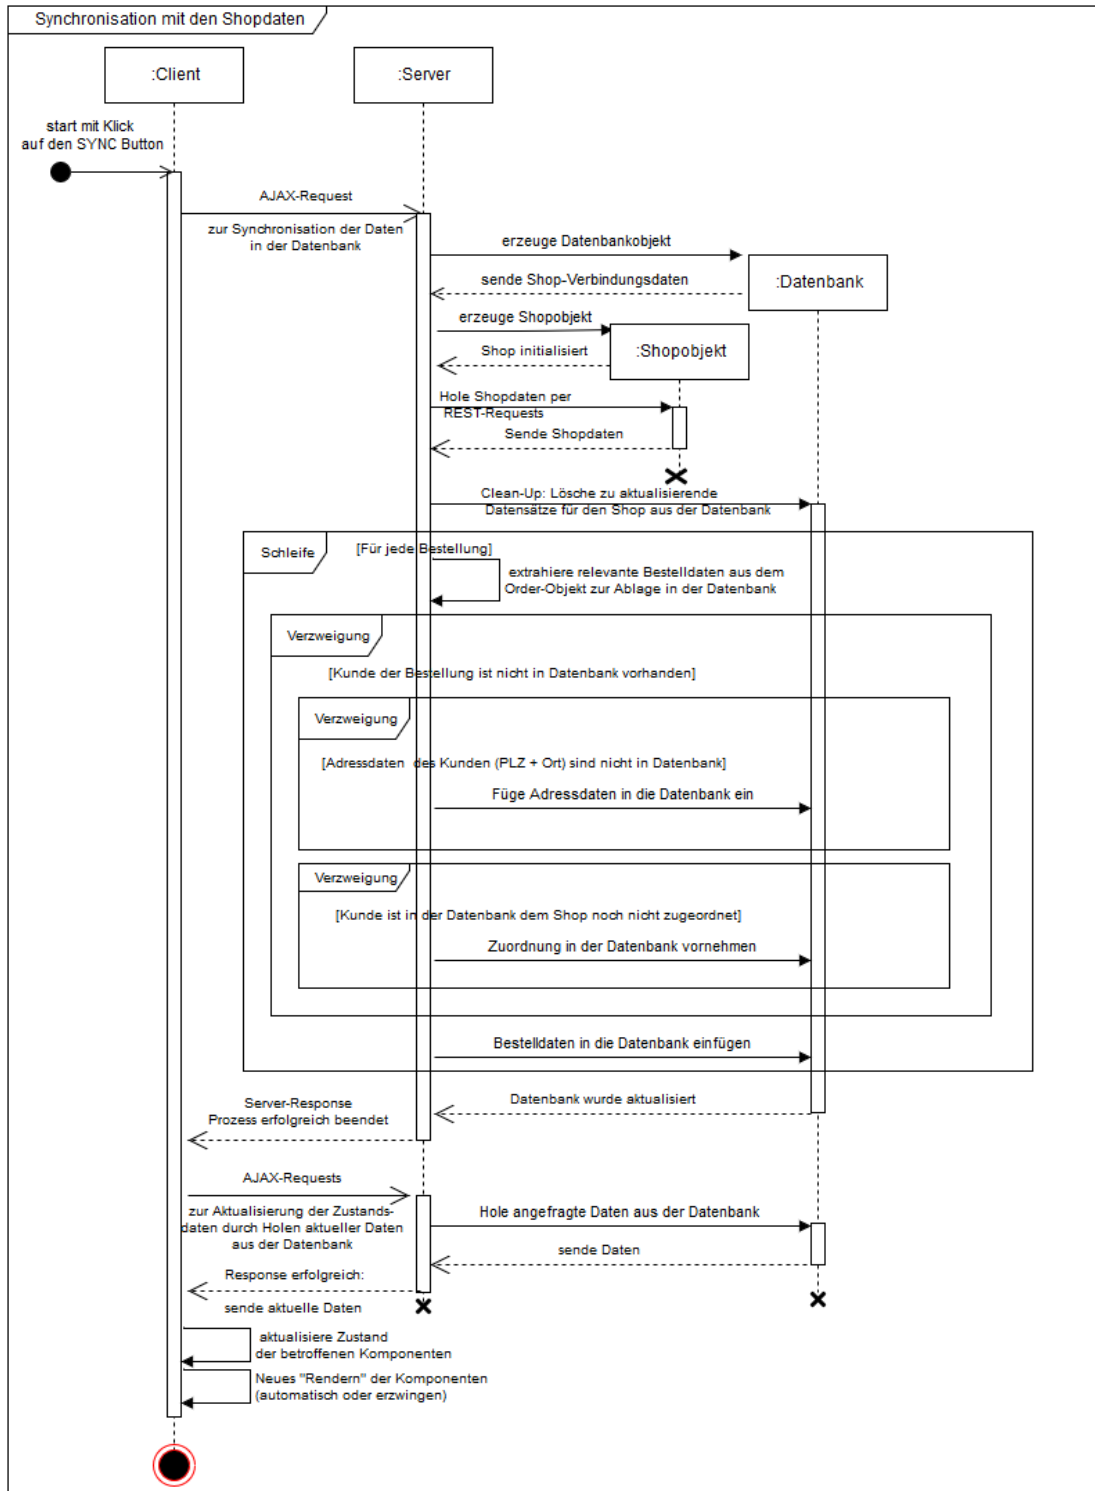 Synchronisation mit den Shopdaten
:Client
:Server
start mit Klick
auf den SYNC Button
AJAX-Request
zur Synchronisation der Daten
in der Datenbank
erzeuge Datenbankobjekt
:Datenbank
sende Shop-Verbindungsdaten
erzeuge Shopobjekt
:Shopobjekt
Shop initialisiert
Hole Shopdaten per
REST-Requests
Sende Shopdaten
Clean-Up: Lösche zu aktualisierende
Datensätze für den Shop aus der Datenbank
Schleife
[Für jede Bestellung]
extrahiere relevante Bestelldaten aus dem
Order-Objekt zur Ablage in der Datenbank
Verzweigung
[Kunde der Bestellung ist nicht in Datenbank vorhanden]
Verzweigung
[Adressdaten des Kunden (PLZ + Ort) sind nicht in Datenbank]
Füge Adressdaten in die Datenbank ein
Verzweigung
[Kunde ist in der Datenbank dem Shop noch nicht zugeordnet]
Zuordnung in der Datenbank vornehmen
Bestelldaten in die Datenbank einfügen
Datenbank wurde aktualisiert
Server-Response
Prozess erfolgreich beendet
AJAX-Requests
zur Aktualisierung der Zustands-
daten durch Holen aktueller Daten
aus der Datenbank
Hole angefragte Daten aus der Datenbank
sende Daten
Response erfolgreich:
sende aktuelle Daten
aktualisiere Zustand
der betroffenen Komponenten
Neues "Rendern" der Komponenten
(automatisch oder erzwingen)